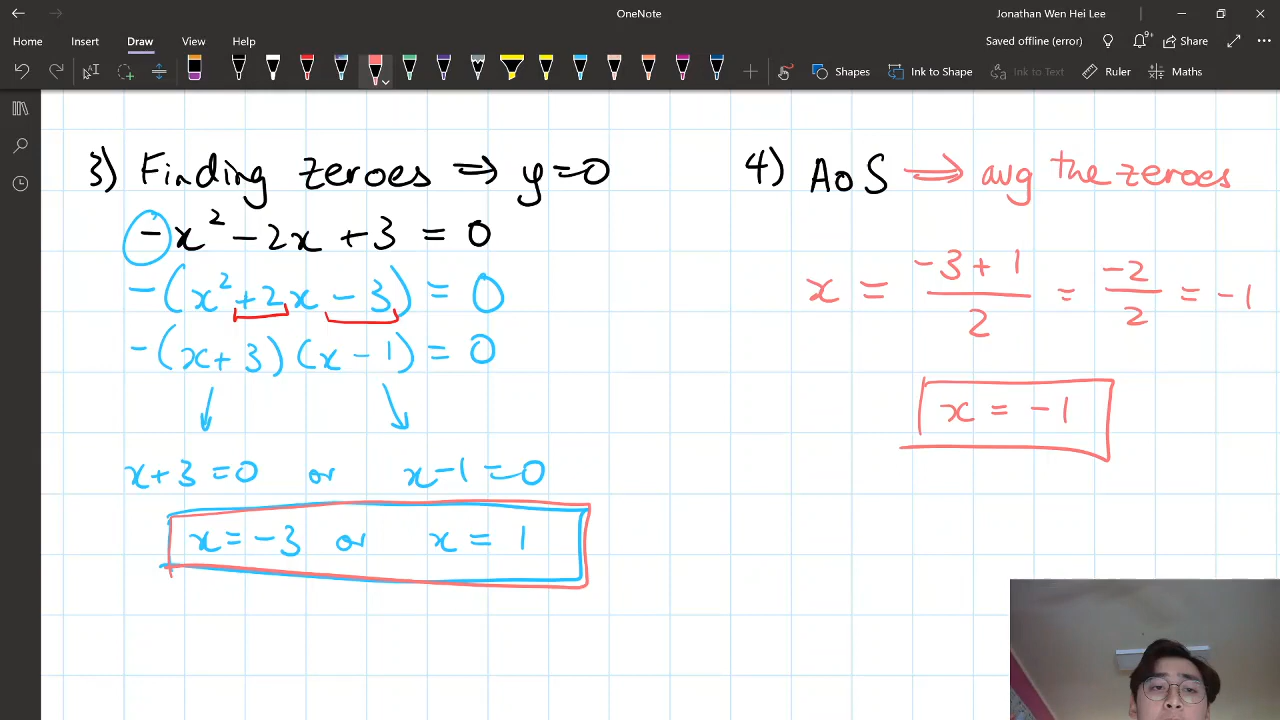 OneNote
Jonathan Wen Hei Lee
Home Insert Draw View Help
Saved offline (error)
9+
Share
Shapes
Ink to Shape
Ink to Text
Ruler
Maths
3) Finding zeroes ⇒ y=0
-x² - 2x + 3 = 0
-(x² +2x - 3) = 0
-(x+3)(x-1) = 0
x+3=0 or x-1=0
x=-3 or x = 1
4) AoS ⇒ avg the zeroes
x = (-3+1)/2 = -2/2 = -1
x = -1